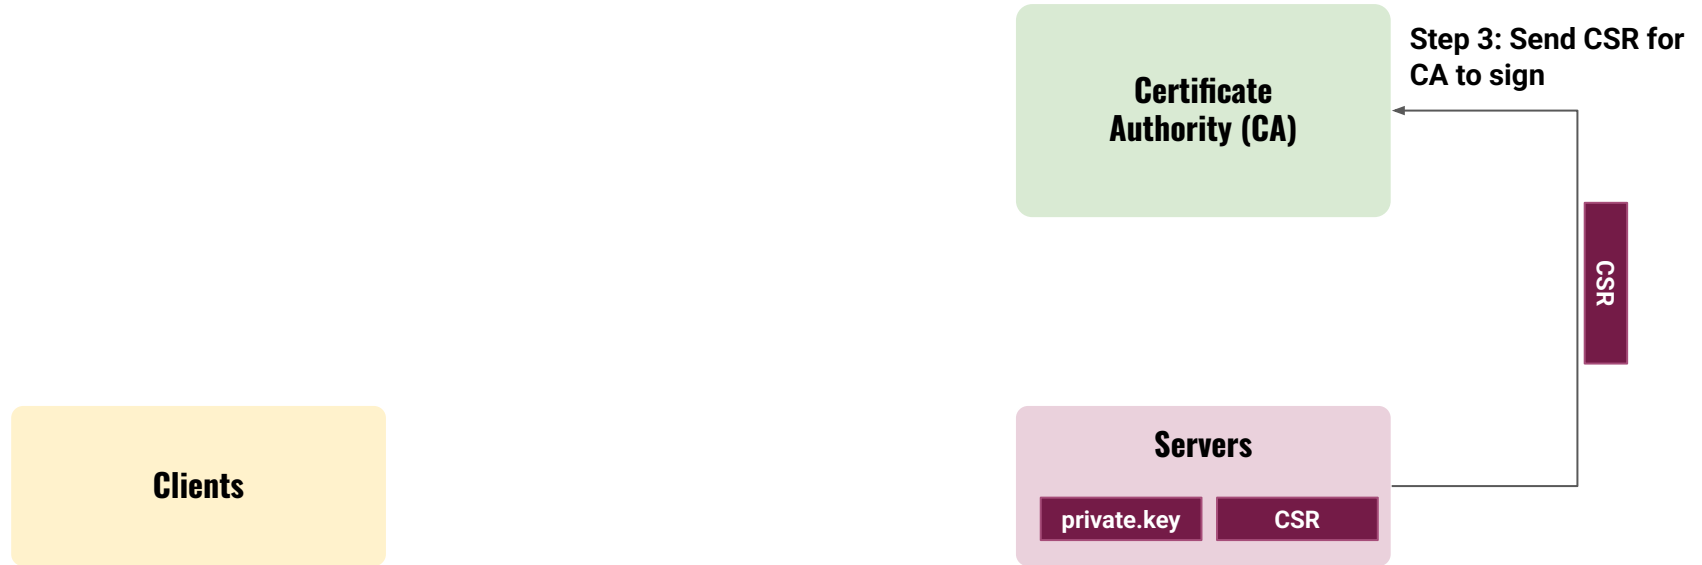 Certificate
Authority (CA)
Step 3: Send CSR for
CA to sign
CSR
Clients
Servers
private.key
CSR